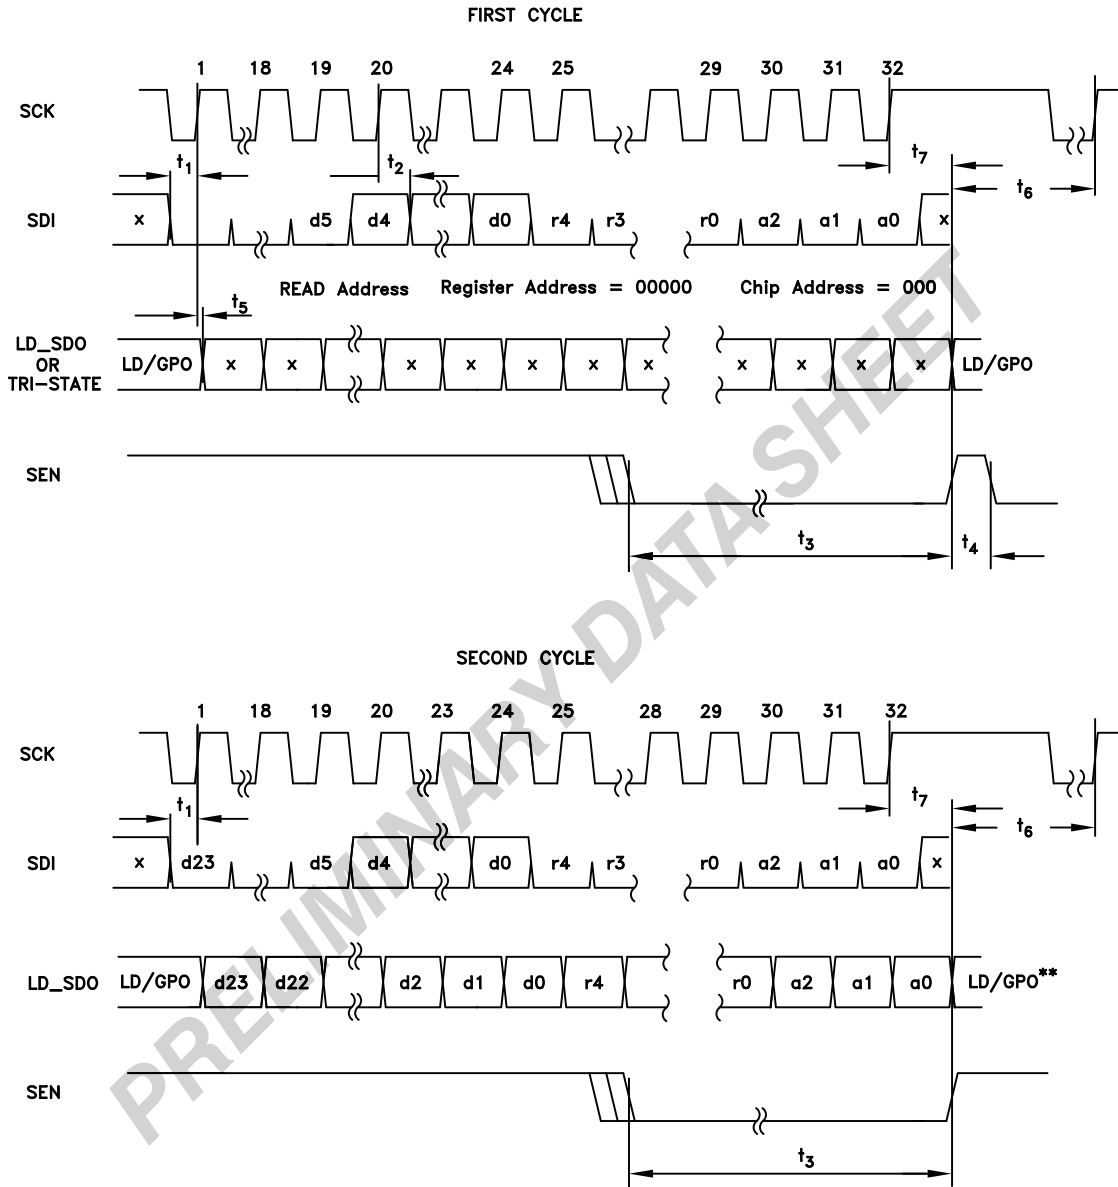 FIRST CYCLE
1 18 19 20 24 25 29 30 31 32
SCK
t1 t2 t7
t6
SDI x d5 d4 d0 r4 r3 r0 a2 a1 a0 x
READ Address Register Address = 00000 Chip Address = 000
t5
LD_SDO
OR
TRI-STATE
LD/GPO x x x x x x x x x x x LD/GPO
SEN
t3 t4
SECOND CYCLE
1 18 19 20 23 24 25 28 29 30 31 32
SCK
t1 t7
t6
SDI x d23 d5 d4 d0 r4 r3 r0 a2 a1 a0 x
LD_SDO LD/GPO d23 d22 d2 d1 d0 r4 r0 a2 a1 a0 LD/GPO**
SEN
t3
PRELIMINARY DATA SHEET